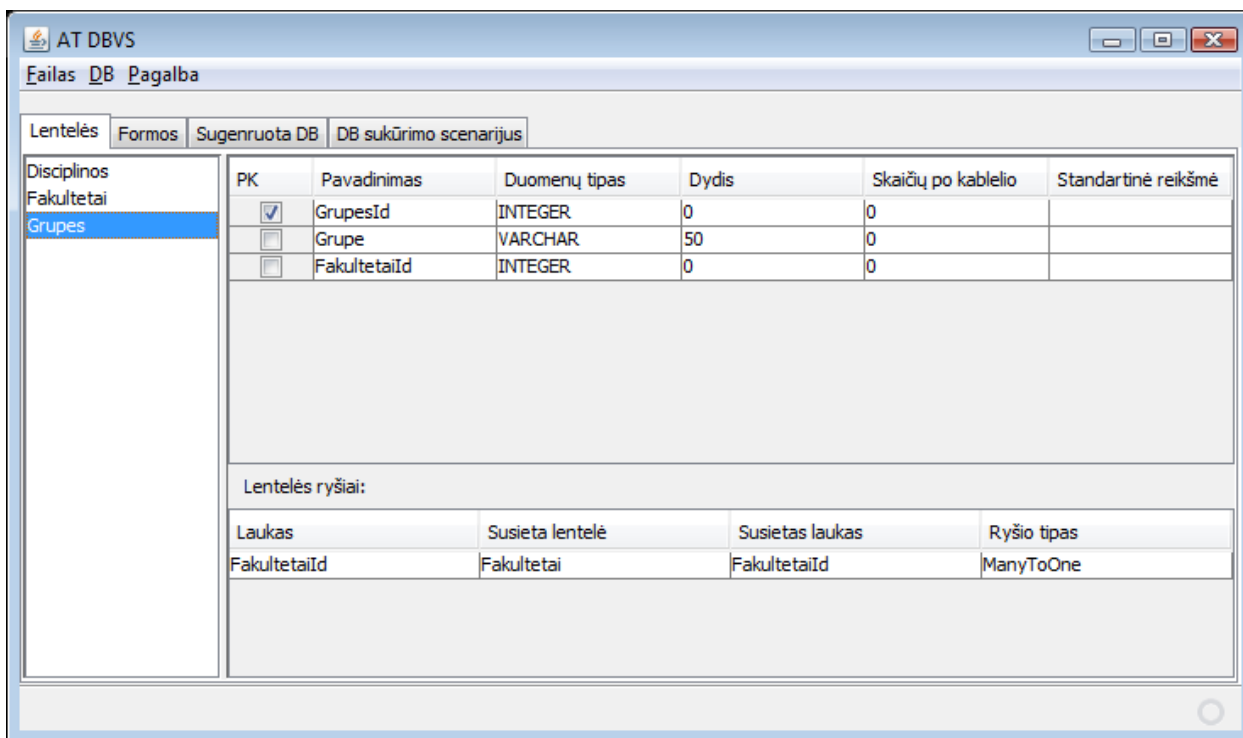 AT DBVS
Failas DB Pagalba
Lentelės Formos Sugenruota DB DB sukūrimo scenarijus
Disciplinos
Fakultetai
Grupes
PK Pavadinimas Duomenų tipas Dydis Skaičių po kablelio Standartinė reikšmė
GrupesId INTEGER 0 0
Grupe VARCHAR 50 0
FakultetaiId INTEGER 0 0
Lentelės ryšiai:
Laukas Susieta lentelė Susietas laukas Ryšio tipas
FakultetaiId Fakultetai FakultetaiId ManyToOne